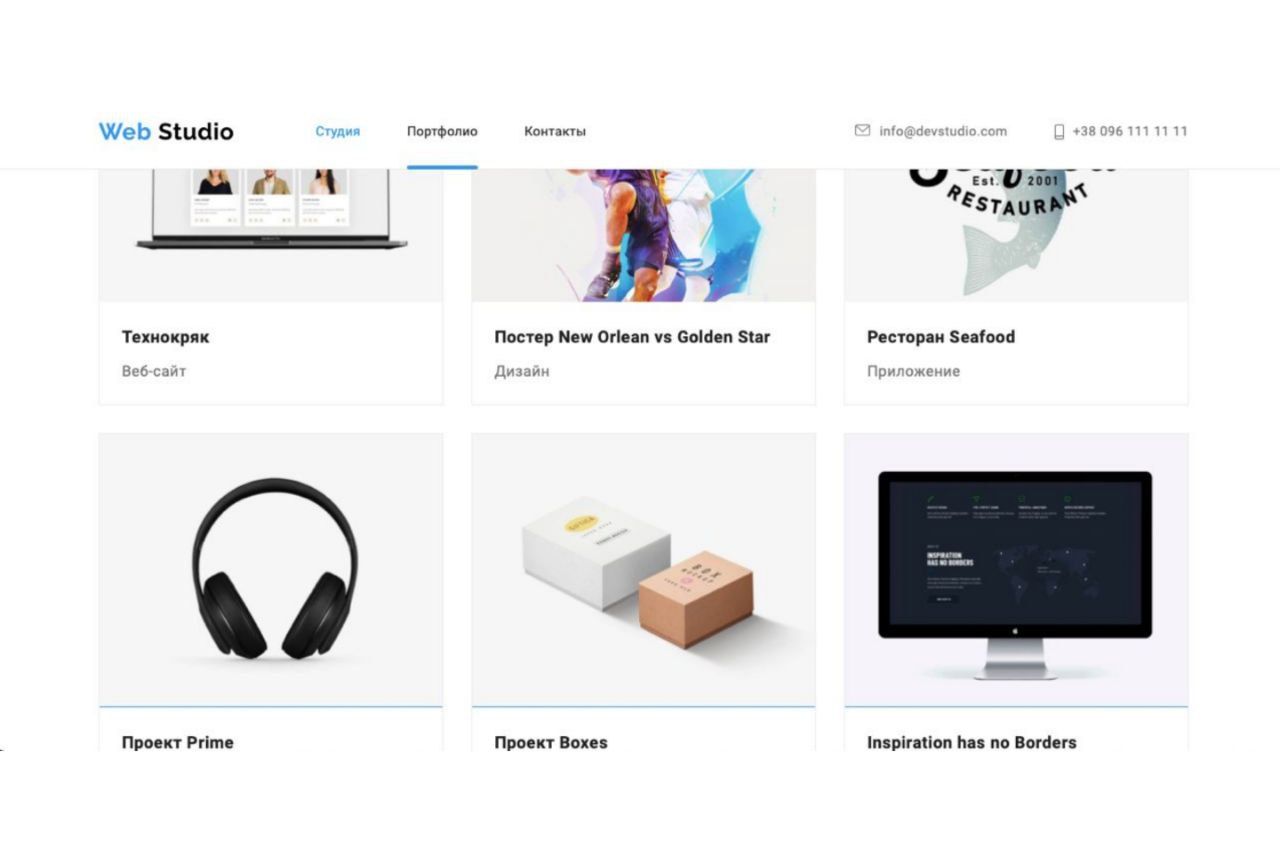 Web Studio
Студия
Портфолио
Контакты
info@devstudio.com
+38 096 111 11 11
Est. 2001
RESTAURANT
Технокряк
Постер New Orlean vs Golden Star
Ресторан Seafood
Веб-сайт
Дизайн
Приложение
INSPIRATION
HAS NO BORDERS
Проект Prime
Проект Boxes
Inspiration has no Borders